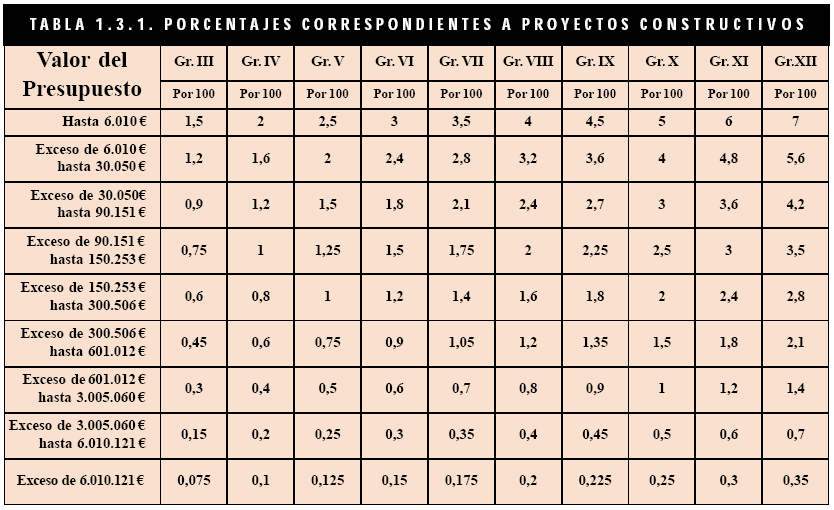 TABLA 1.3.1. PORCENTAJES CORRESPONDIENTES A PROYECTOS CONSTRUCTIVOS
Valor del Presupuesto Gr. III Gr. IV Gr. V Gr. VI Gr. VII Gr. VIII Gr. IX Gr. X Gr. XI Gr.XII
Por 100 Por 100 Por 100 Por 100 Por 100 Por 100 Por 100 Por 100 Por 100 Por 100
Hasta 6.010 € 1,5 2 2,5 3 3,5 4 4,5 5 6 7
Exceso de 6.010 €
hasta 30.050 € 1,2 1,6 2 2,4 2,8 3,2 3,6 4 4,8 5,6
Exceso de 30.050€
hasta 90.151 € 0,9 1,2 1,5 1,8 2,1 2,4 2,7 3 3,6 4,2
Exceso de 90.151 €
hasta 150.253 € 0,75 1 1,25 1,5 1,75 2 2,25 2,5 3 3,5
Exceso de 150.253 €
hasta 300.506 € 0,6 0,8 1 1,2 1,4 1,6 1,8 2 2,4 2,8
Exceso de 300.506 €
hasta 601.012 € 0,45 0,6 0,75 0,9 1,05 1,2 1,35 1,5 1,8 2,1
Exceso de 601.012 €
hasta 3.005.060 € 0,3 0,4 0,5 0,6 0,7 0,8 0,9 1 1,2 1,4
Exceso de 3.005.060 €
hasta 6.010.121 € 0,15 0,2 0,25 0,3 0,35 0,4 0,45 0,5 0,6 0,7
Exceso de 6.010.121 € 0,075 0,1 0,125 0,15 0,175 0,2 0,225 0,25 0,3 0,35